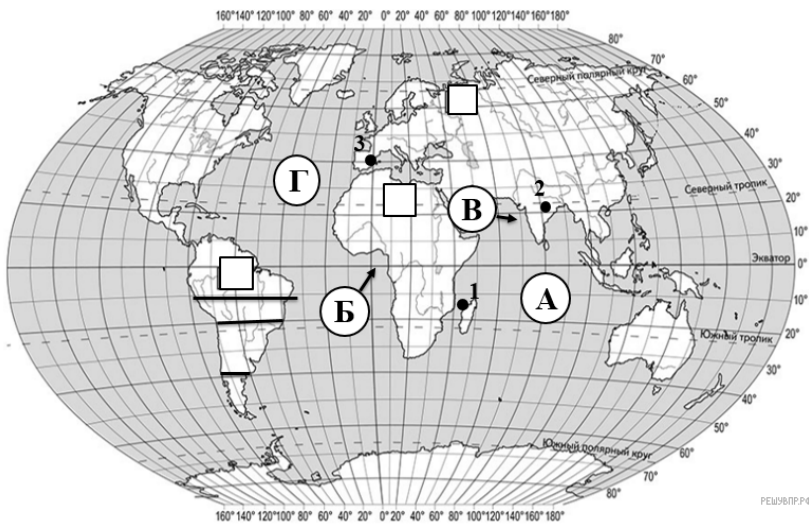 160°140°120°100° 80° 60° 40° 20° 0° 20° 40° 60° 80° 100°120°140°160°180°
80°
70°
Северный полярный круг
60°
50°
40°
3
30°
Г
Северный тропик
2
20°
В
10°
Экватор
0°
1
А
Б
10°
20°
Южный тропик
30°
40°
50°
Южный полярный круг
60°
70°
80°
160° 140° 120° 100° 80° 60° 40° 20° 0° 20° 40° 60° 80° 100° 120° 140° 160° 180°
РЕШУВПР.РФ